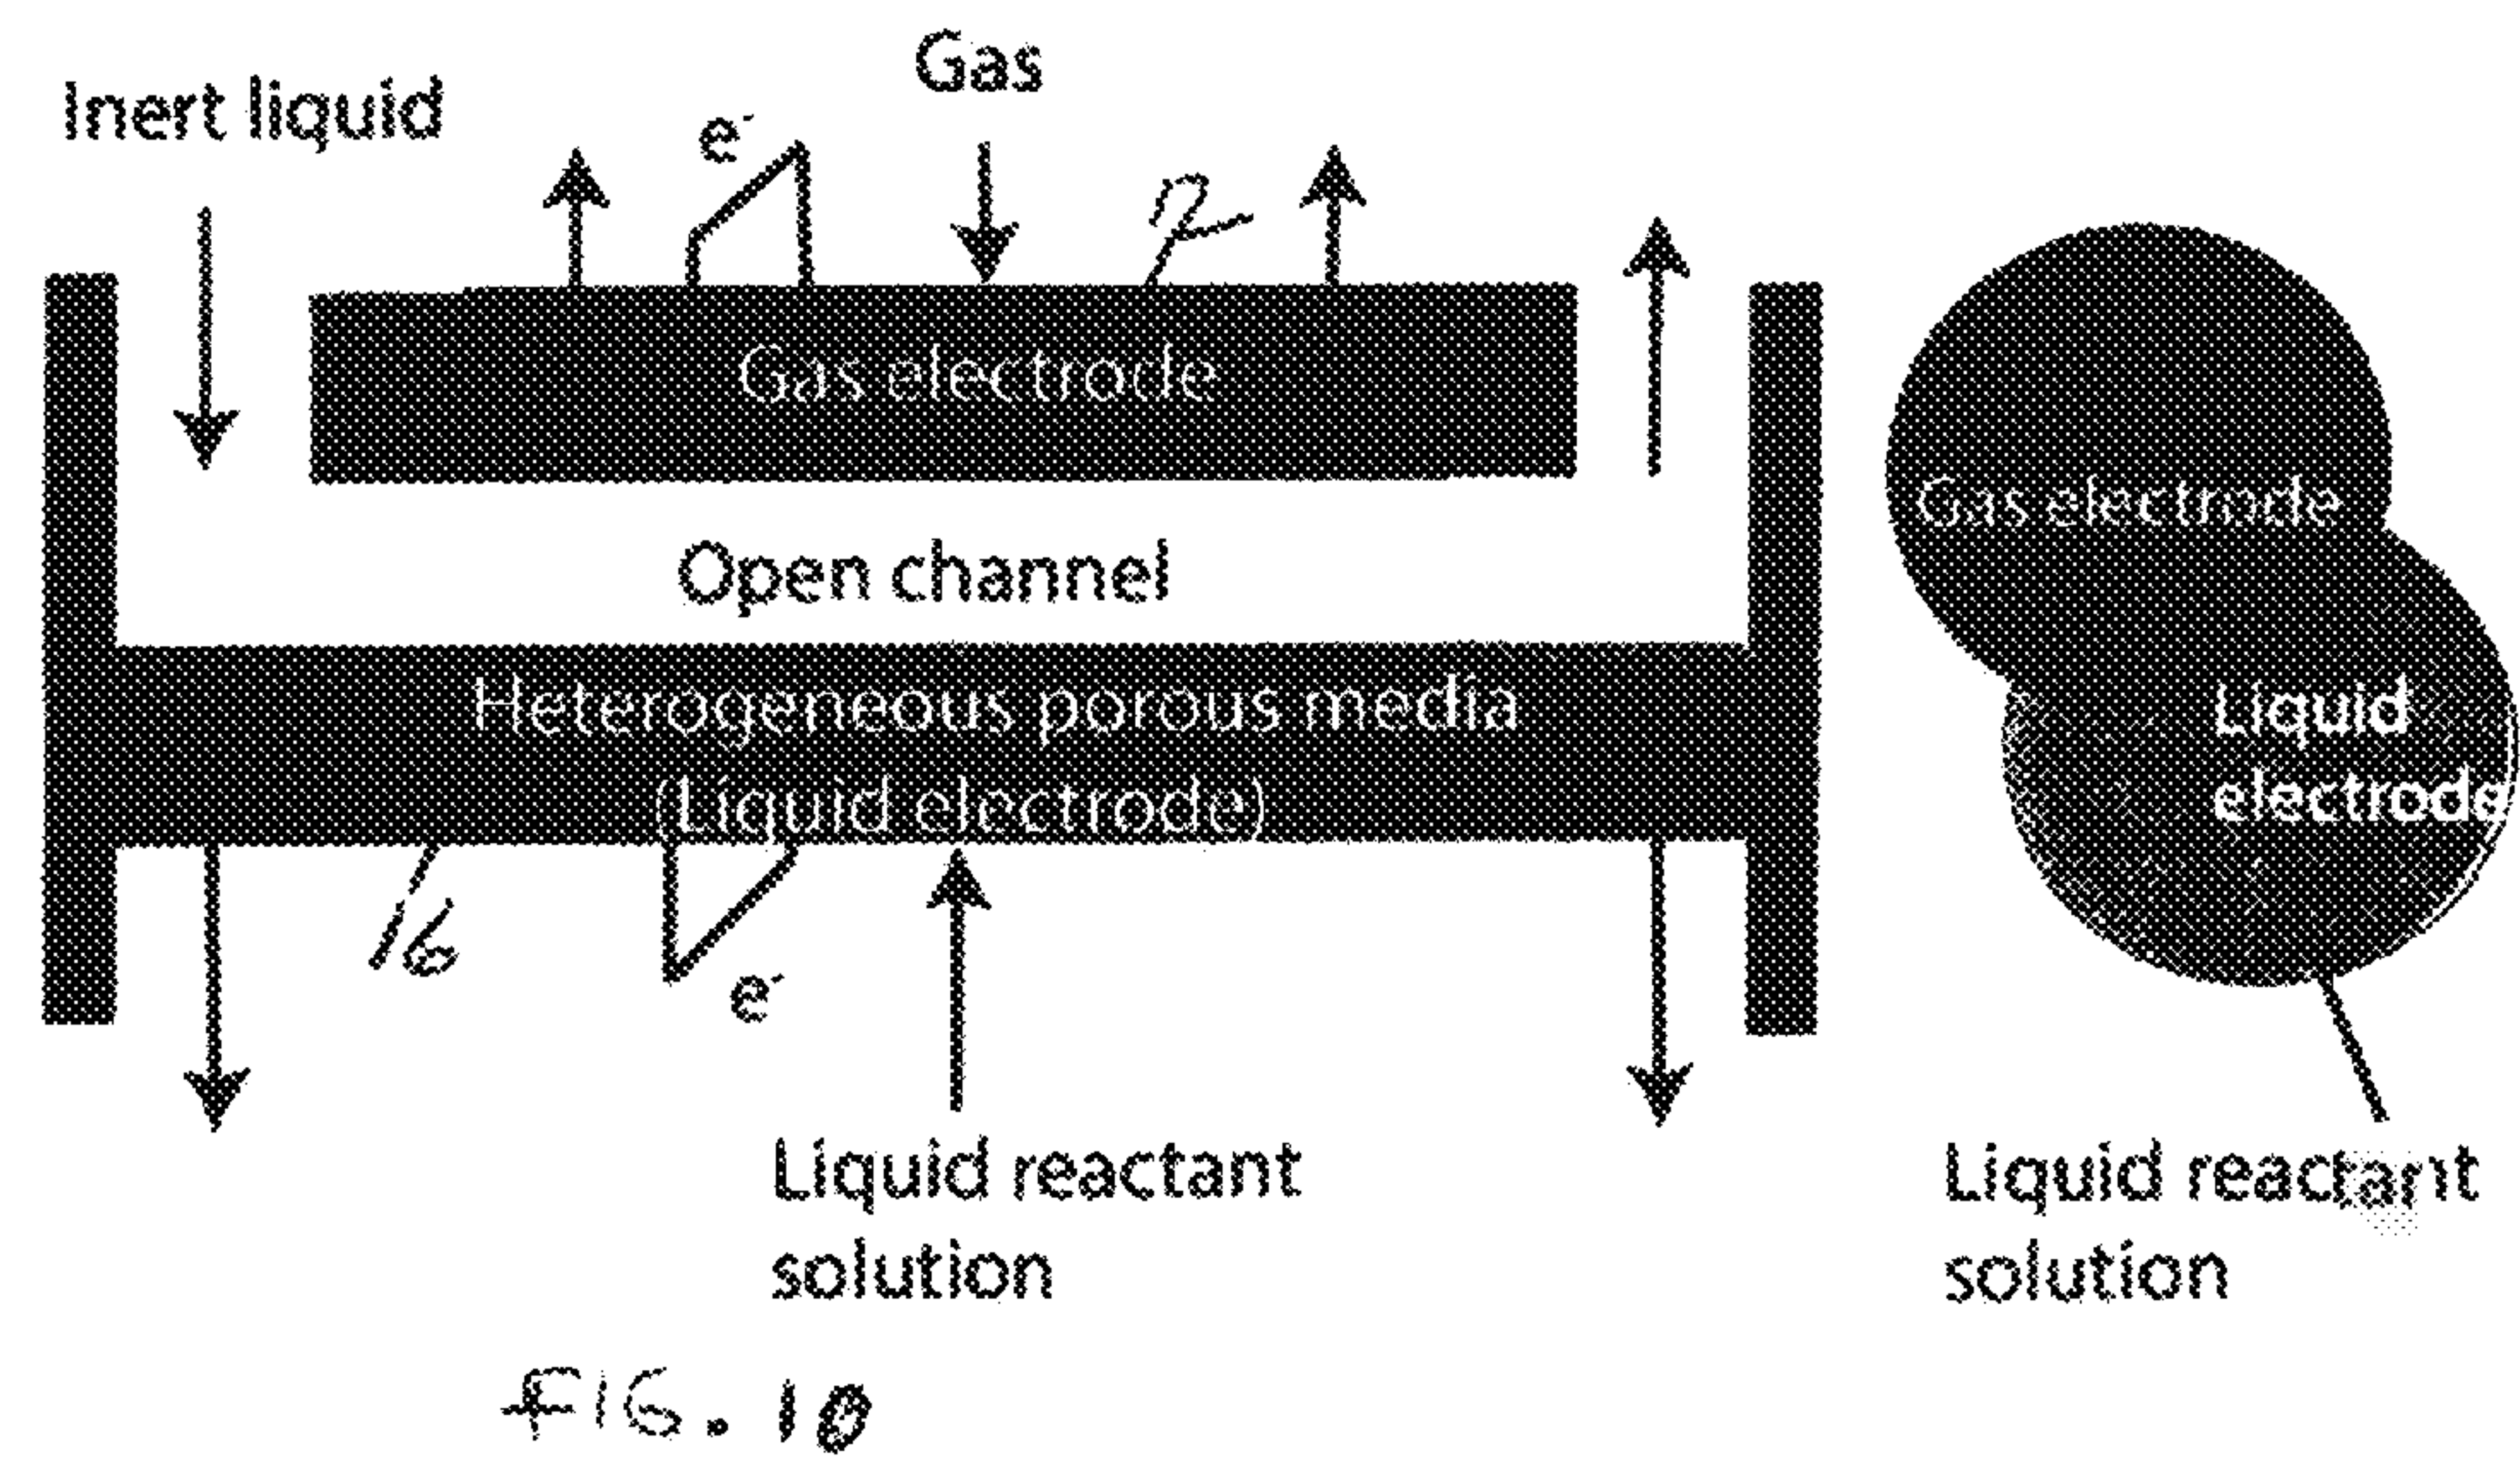 Inert liquid
e-
Gas
12
Gas electrode
Open channel
Heterogeneous porous media
(Liquid electrode)
16
e-
Liquid reactant
solution
Gas electrode
Liquid
electrode
Liquid reactant
solution
FIG. 10